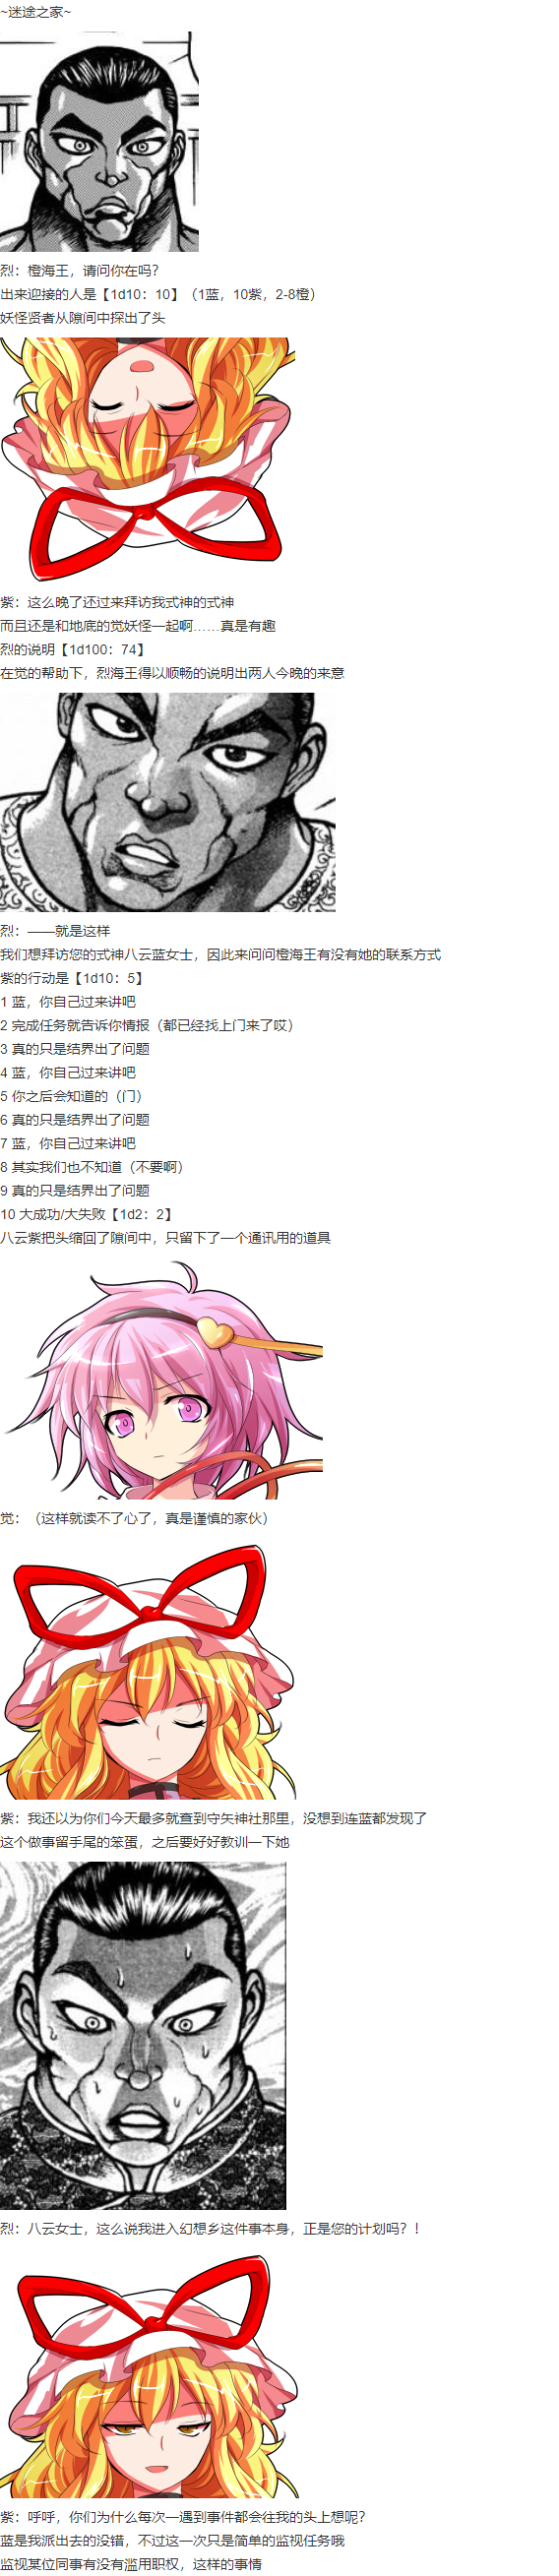 ~迷途之家~
烈：橙海王，请问你在吗？
出来迎接的人是【1d10：10】（1蓝，10紫，2-8橙）
妖怪贤者从隙间中探出了头
紫：这么晚了还过来拜访我式神的式神
而且还是和地底的觉妖怪一起啊……真是有趣
烈的说明【1d100：74】
在觉的帮助下，烈海王得以顺畅的说明出两人今晚的来意
烈：——就是这样
我们想拜访您的式神八云蓝女士，因此来问问橙海王有没有她的联系方式
紫的行动是【1d10：5】
1 蓝，你自己过来讲吧
2 完成任务就告诉你情报（都已经找上门来了哎）
3 真的只是结界出了问题
4 蓝，你自己过来讲吧
5 你之后会知道的（门）
6 真的只是结界出了问题
7 蓝，你自己过来讲吧
8 其实我们也不知道（不要啊）
9 真的只是结界出了问题
10 大成功/大失败【1d2：2】
八云紫把头缩回了隙间中，只留下了一个通讯用的道具
觉：（这样就读不了心了，真是谨慎的家伙）
紫：我还以为你们今天最多就查到守矢神社那里，没想到连蓝都发现了
这个做事留手尾的笨蛋，之后要好好教训一下她
烈：八云女士，这么说我进入幻想乡这件事本身，正是您的计划吗？！
紫：呼呼，你们为什么每次一遇到事件都会往我的头上想呢？
蓝是我派出去的没错，不过这一次只是简单的监视任务哦
监视某位同事有没有滥用职权，这样的事情